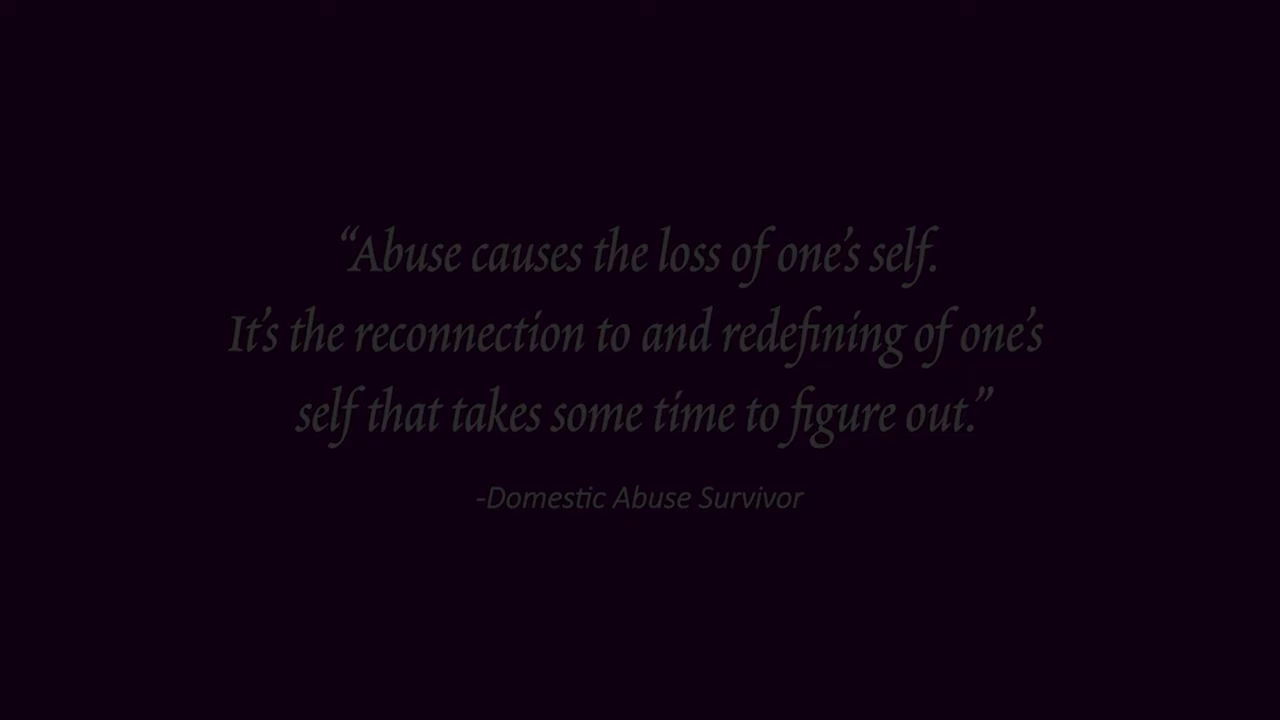 “Abuse causes the loss of one’s self.
It’s the reconnection to and redefining of one’s
self that takes some time to figure out.”
-Domestic Abuse Survivor